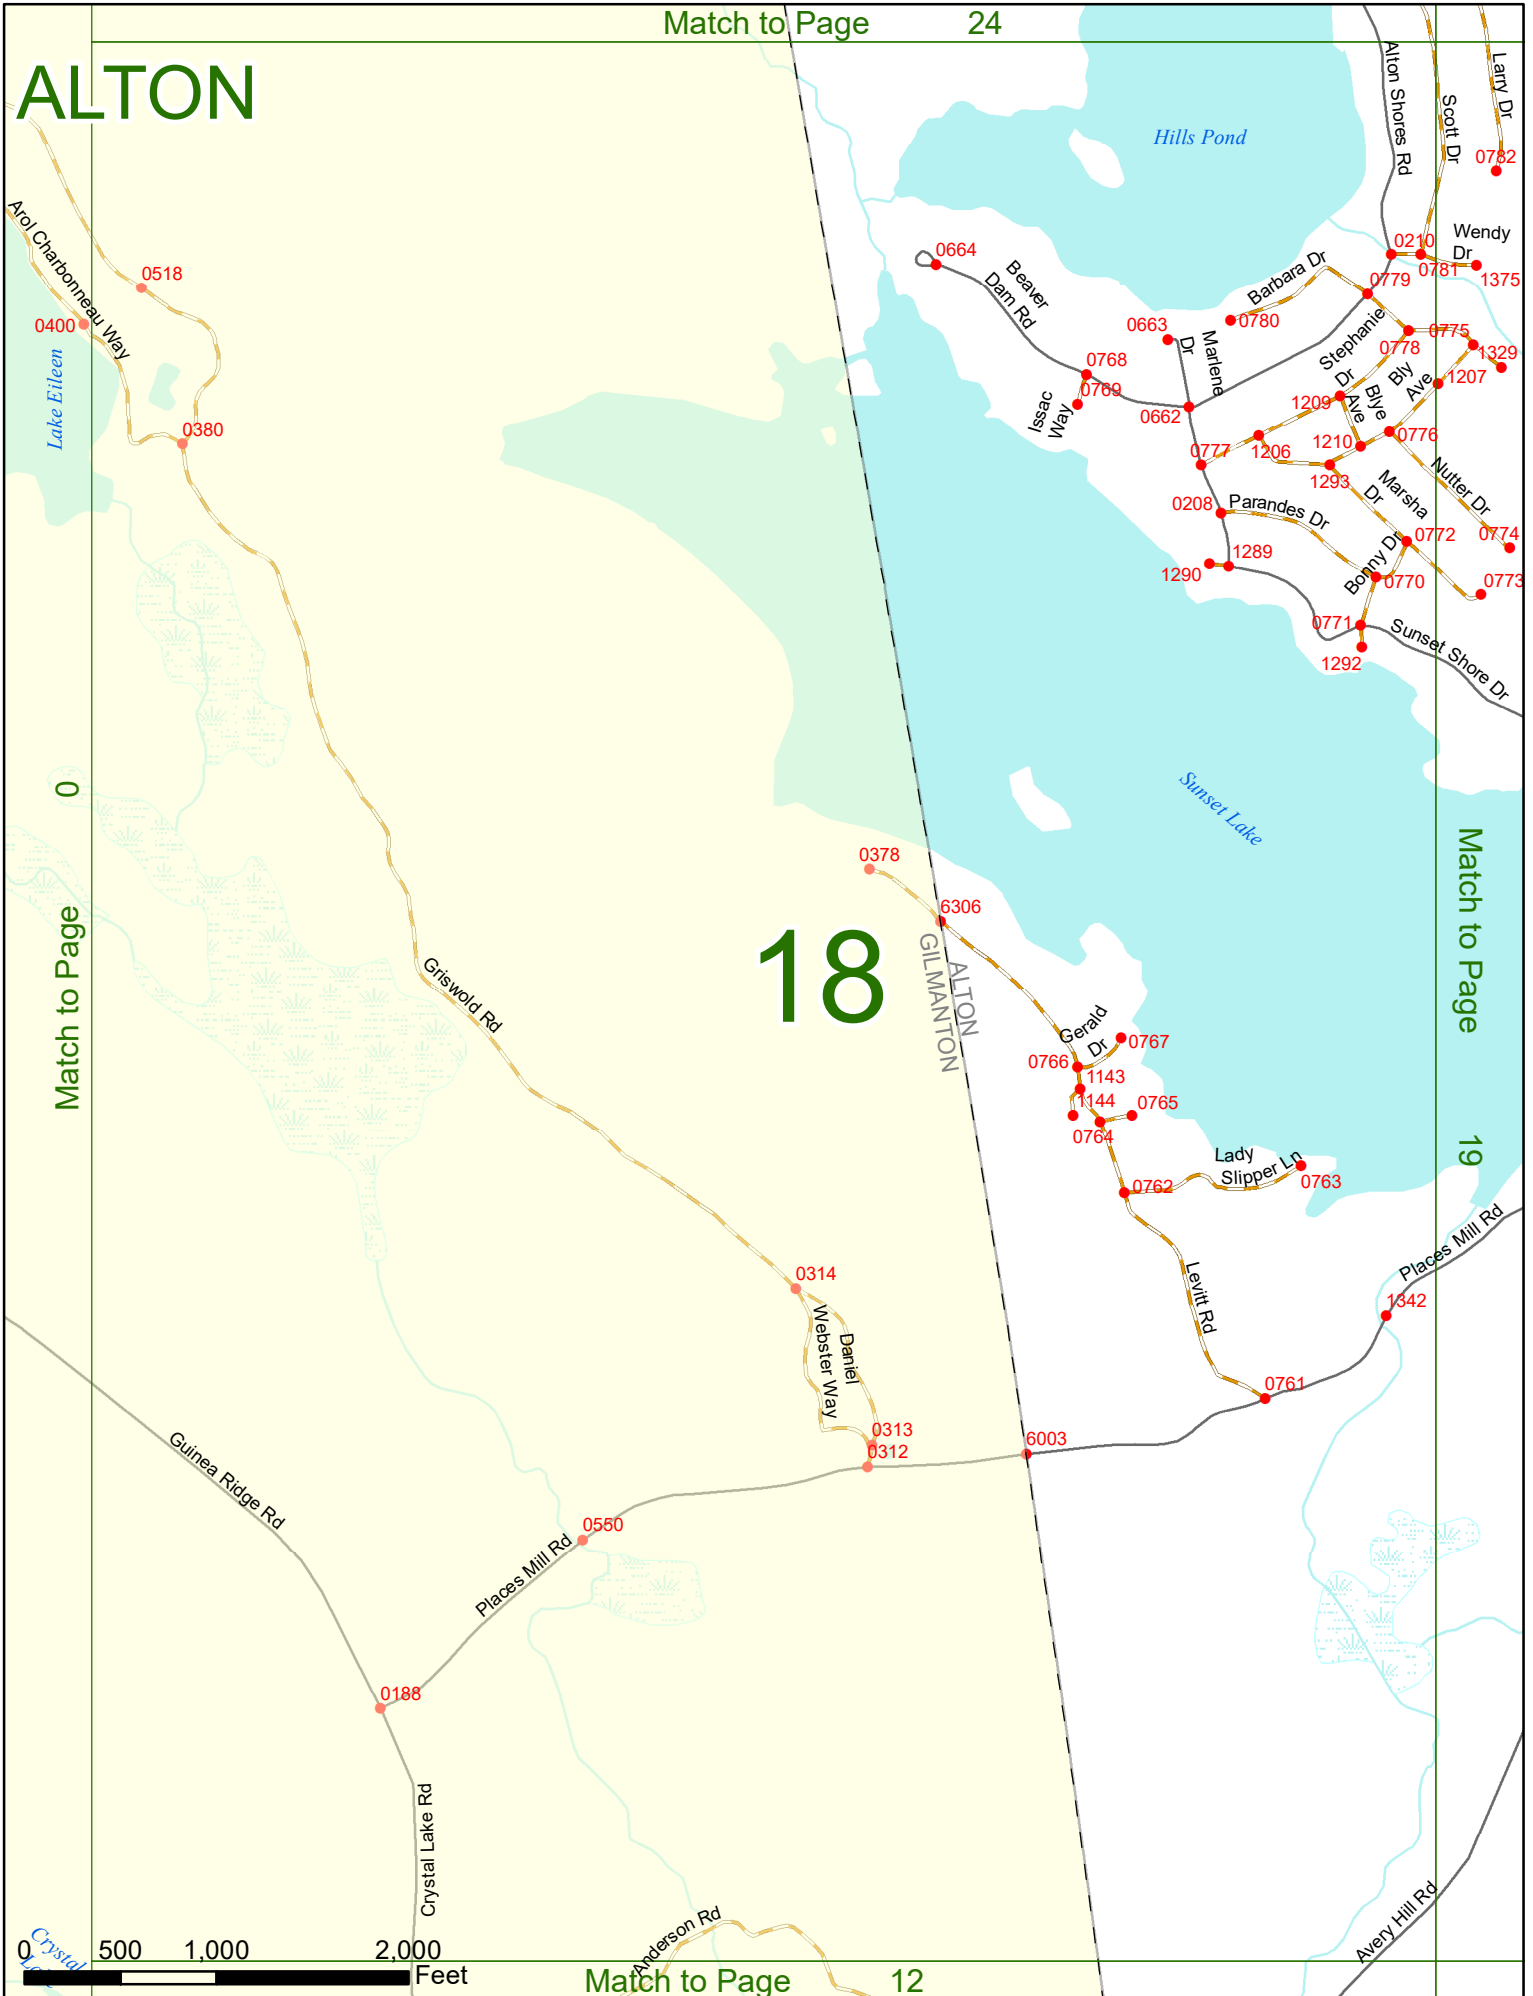 Match to Page 24
ALTON
Hills Pond
Alton Shores Rd
Scott Dr
Larry Dr
0782
Arol Charbonneau Way
0518
0400
Lake Eileen
0380
0664
Beaver
Dam Rd
0210
Wendy
Dr
0781
1375
0779
Barbara Dr
0780
0663
Marlene
Dr
Stephanie
Dr
0778
0775
1329
0768
0769
Issac
Way
0662
Bly
Ave
1207
1209
Blye
Ave
0777
1206
1210
0776
1293
Nutter Dr
Marsha
Dr
0208
Parandes Dr
0772
0774
1289
1290
Bonny Dr
0770
0773
0771
1292
Sunset Shore Dr
Sunset Lake
Match to Page 0
Match to Page 19
0378
6306
18
ALTON
GILMANTON
Griswold Rd
Gerald
Dr
0767
0766
1143
1144
0765
0764
Lady
Slipper Ln
0762
0763
Levitt Rd
Places Mill Rd
1342
0314
Daniel
Webster Way
0761
0313
0312
6003
Guinea Ridge Rd
0550
Places Mill Rd
0188
Crystal Lake Rd
Anderson Rd
Avery Hill Rd
Crystal
Lake
0 500 1,000 2,000
Feet
Match to Page 12